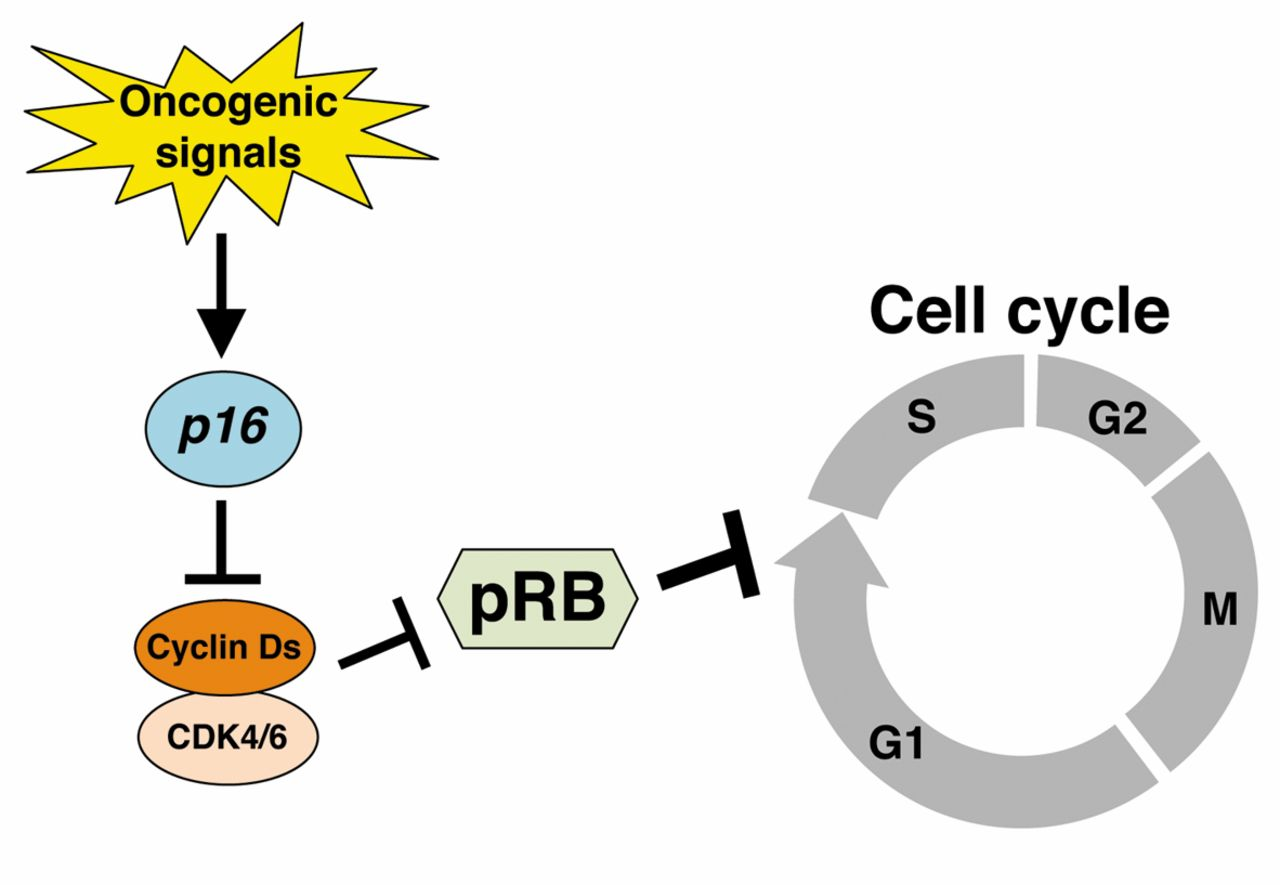 Oncogenic
signals
p16
Cyclin Ds
CDK4/6
pRB
Cell cycle
S
G2
M
G1